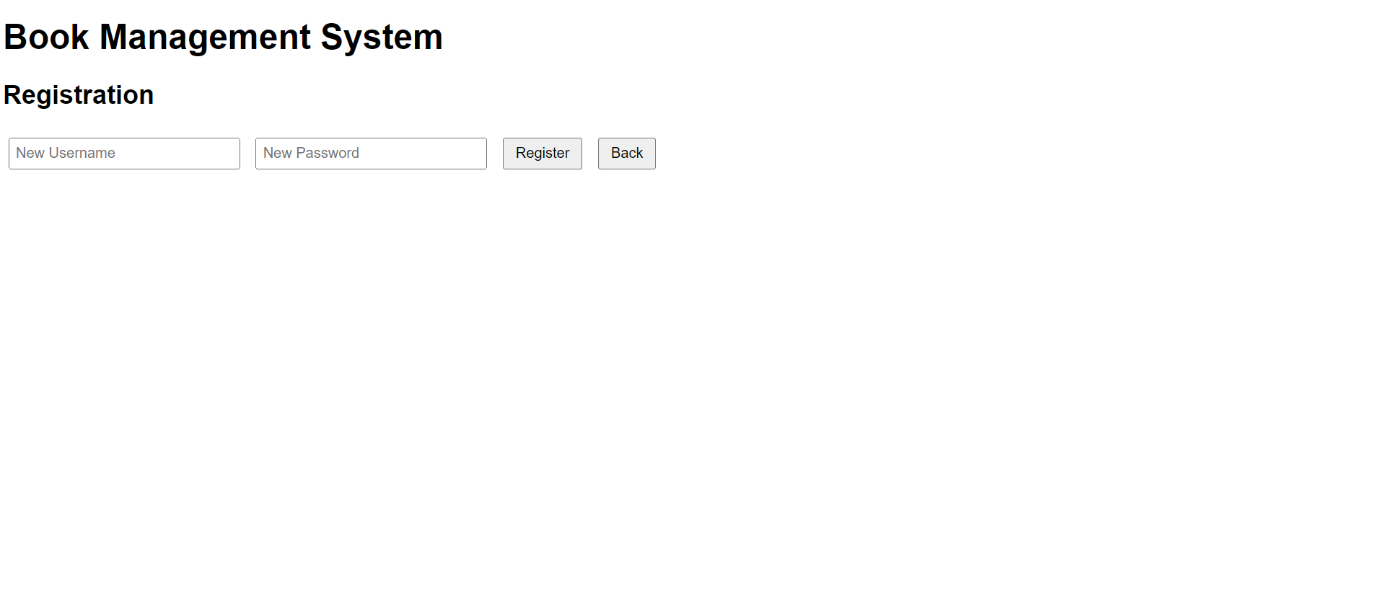 Book Management System
Registration
New Username New Password Register Back